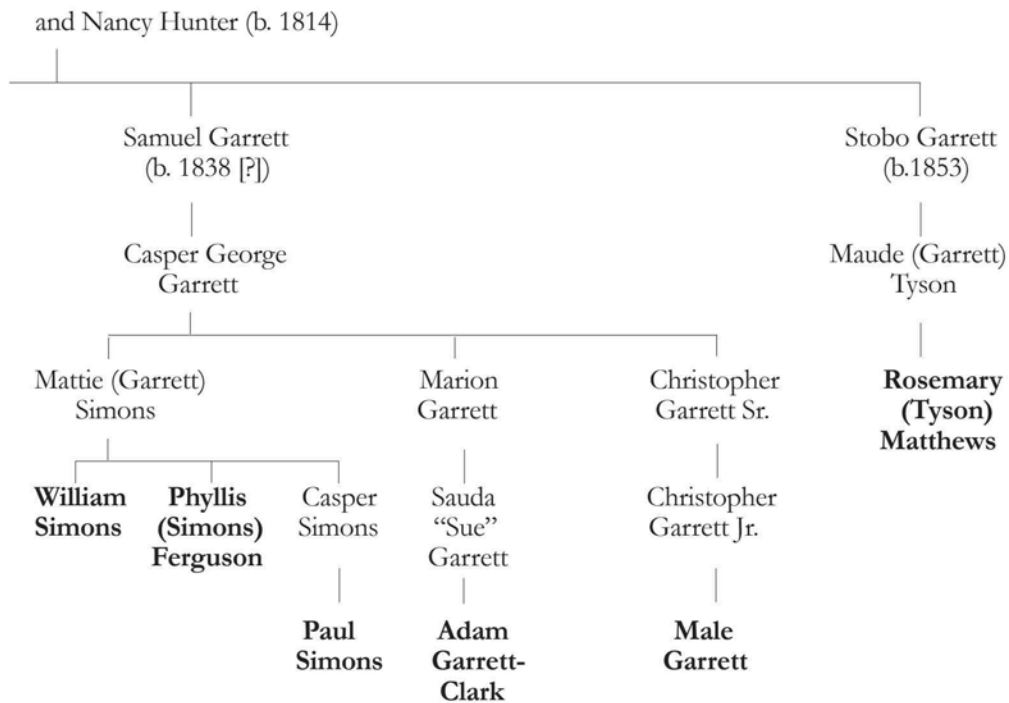 and Nancy Hunter (b. 1814)
Samuel Garrett
(b. 1838 [?])
Stobo Garrett
(b.1853)
Casper George
Garrett
Maude (Garrett)
Tyson
Mattie (Garrett)
Simons
Marion
Garrett
Christopher
Garrett Sr.
Rosemary
(Tyson)
Matthews
William
Simons
Phyllis
(Simons)
Ferguson
Casper
Simons
Sauda
“Sue”
Garrett
Christopher
Garrett Jr.
Paul
Simons
Adam
Garrett-
Clark
Male
Garrett